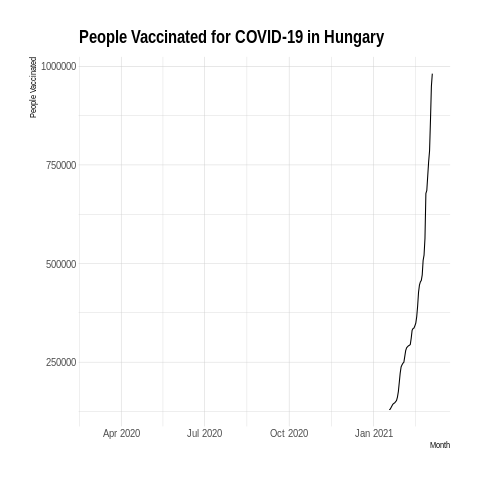 People Vaccinated for COVID-19 in Hungary
People Vaccinated
1000000
750000
500000
250000
Apr 2020
Jul 2020
Oct 2020
Jan 2021
Month